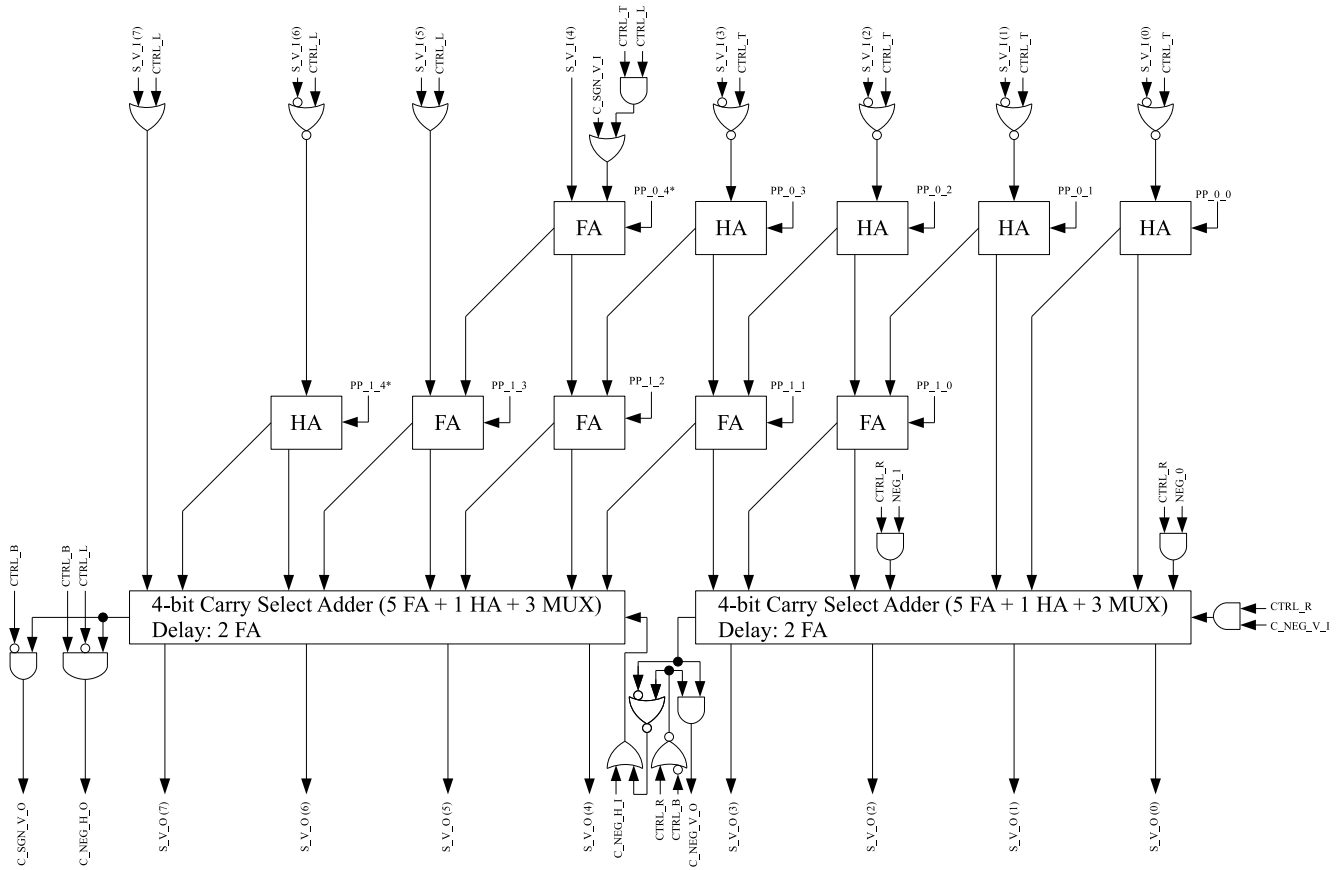 S_V_I (7)
CTRL_L
S_V_I (6)
CTRL_L
S_V_I (5)
CTRL_L
S_V_I (4)
C_SGN_V_I
CTRL_T
CTRL_L
S_V_I (3)
CTRL_T
S_V_I (2)
CTRL_T
S_V_I (1)
CTRL_T
S_V_I (0)
CTRL_T
PP_0_4*
PP_0_3
PP_0_2
PP_0_1
PP_0_0
FA
HA
HA
HA
HA
PP_1_4*
PP_1_3
PP_1_2
PP_1_1
PP_1_0
HA
FA
FA
FA
FA
CTRL_R
NEG_1
CTRL_R
NEG_0
CTRL_B
CTRL_B
CTRL_L
4-bit Carry Select Adder (5 FA + 1 HA + 3 MUX)
Delay: 2 FA
4-bit Carry Select Adder (5 FA + 1 HA + 3 MUX)
Delay: 2 FA
CTRL_R
C_NEG_V_I
C_SGN_V_O
C_NEG_H_O
S_V_O (7)
S_V_O (6)
S_V_O (5)
S_V_O (4)
C_NEG_H_I
CTRL_R
CTRL_B
C_NEG_V_O
S_V_O (3)
S_V_O (2)
S_V_O (1)
S_V_O (0)